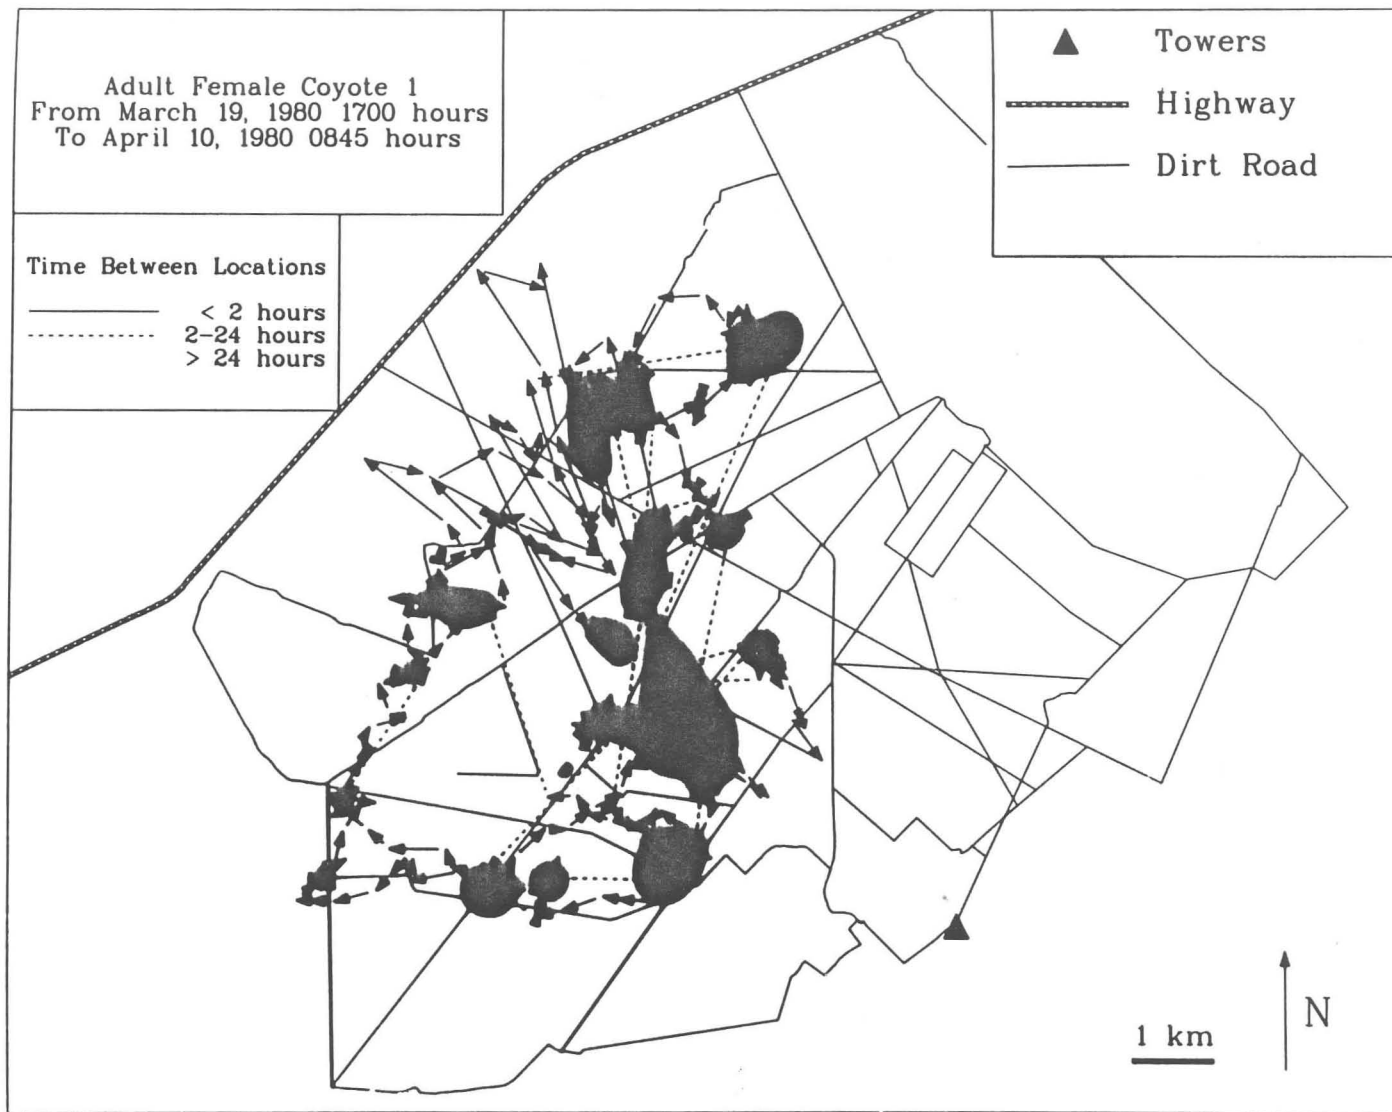 Adult Female Coyote 1
From March 19, 1980 1700 hours
To April 10, 1980 0845 hours
Time Between Locations
< 2 hours
2-24 hours
> 24 hours
Towers
Highway
Dirt Road
1 km
N